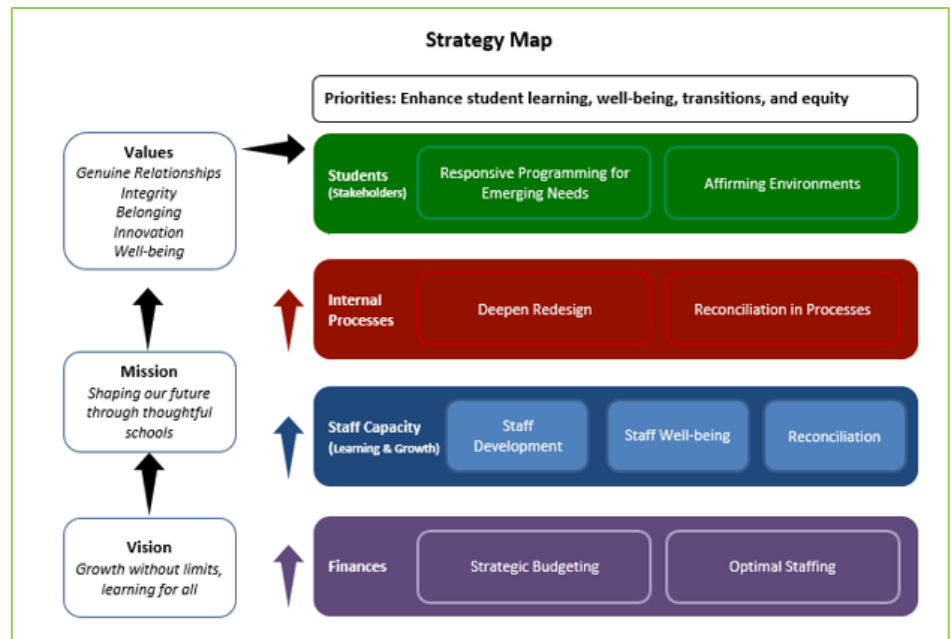 Strategy Map
Priorities: Enhance student learning, well-being, transitions, and equity
Values
Genuine Relationships
Integrity
Belonging
Innovation
Well-being
Students
(Stakeholders)
Responsive Programming for
Emerging Needs
Affirming Environments
Internal
Processes
Deepen Redesign
Reconciliation in Processes
Mission
Shaping our future
through thoughtful
schools
Staff Capacity
(Learning & Growth)
Staff
Development
Staff Well-being
Reconciliation
Vision
Growth without limits,
learning for all
Finances
Strategic Budgeting
Optimal Staffing